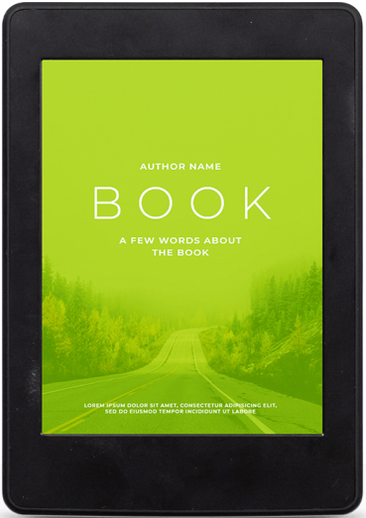 AUTHOR NAME
BOOK
A FEW WORDS ABOUT
THE BOOK
LOREM IPSUM DOLOR SIT AMET, CONSECTETUR ADIPISICING ELIT,
SED DO EIUSMOD TEMPOR INCIDIDUNT UT LABORE